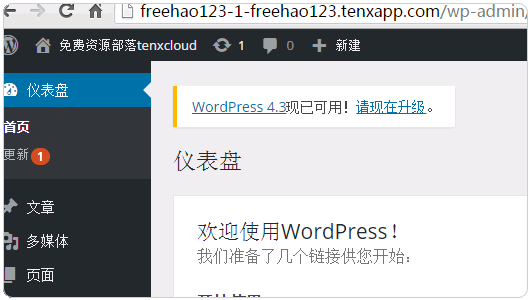 freehao123-1-freehao123.tenxapp.com/wp-admin/
免费资源部落tenxcloud 1 0 新建
仪表盘
首页
更新 1
文章
多媒体
页面
WordPress 4.3现已可用！请现在升级。
仪表盘
欢迎使用WordPress！
我们准备了几个链接供您开始：